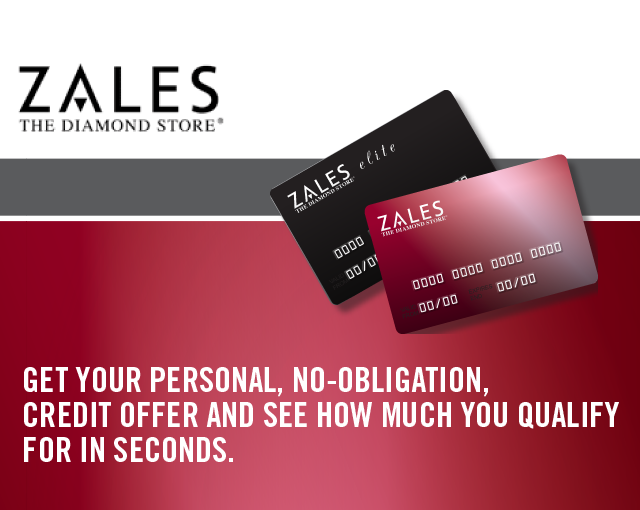 ZALES
THE DIAMOND STORE®
ZALES elite
THE DIAMOND STORE®
0000
00/00
ZALES
THE DIAMOND STORE®
0000 0000 0000 0000
00/00 00/00
GET YOUR PERSONAL, NO-OBLIGATION,
CREDIT OFFER AND SEE HOW MUCH YOU QUALIFY
FOR IN SECONDS.